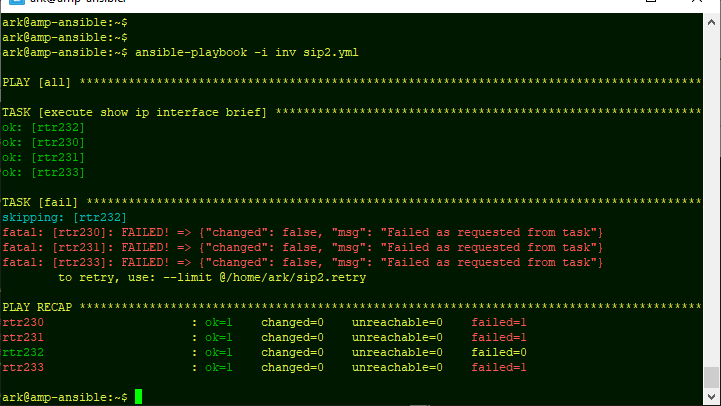 ark@amp-ansible:~$
ark@amp-ansible:~$
ark@amp-ansible:~$ ansible-playbook -i inv sip2.yml
PLAY [all] ****************************************************************************************
TASK [execute show ip interface brief] *************************************************************
ok: [rtr232]
ok: [rtr230]
ok: [rtr231]
ok: [rtr233]
TASK [fail] ***************************************************************************************
skipping: [rtr232]
fatal: [rtr230]: FAILED! => {"changed": false, "msg": "Failed as requested from task"}
fatal: [rtr231]: FAILED! => {"changed": false, "msg": "Failed as requested from task"}
fatal: [rtr233]: FAILED! => {"changed": false, "msg": "Failed as requested from task"}
to retry, use: --limit @/home/ark/sip2.retry
PLAY RECAP ****************************************************************************************
rtr230 : ok=1 changed=0 unreachable=0 failed=1
rtr231 : ok=1 changed=0 unreachable=0 failed=1
rtr232 : ok=1 changed=0 unreachable=0 failed=0
rtr233 : ok=1 changed=0 unreachable=0 failed=1
ark@amp-ansible:~$